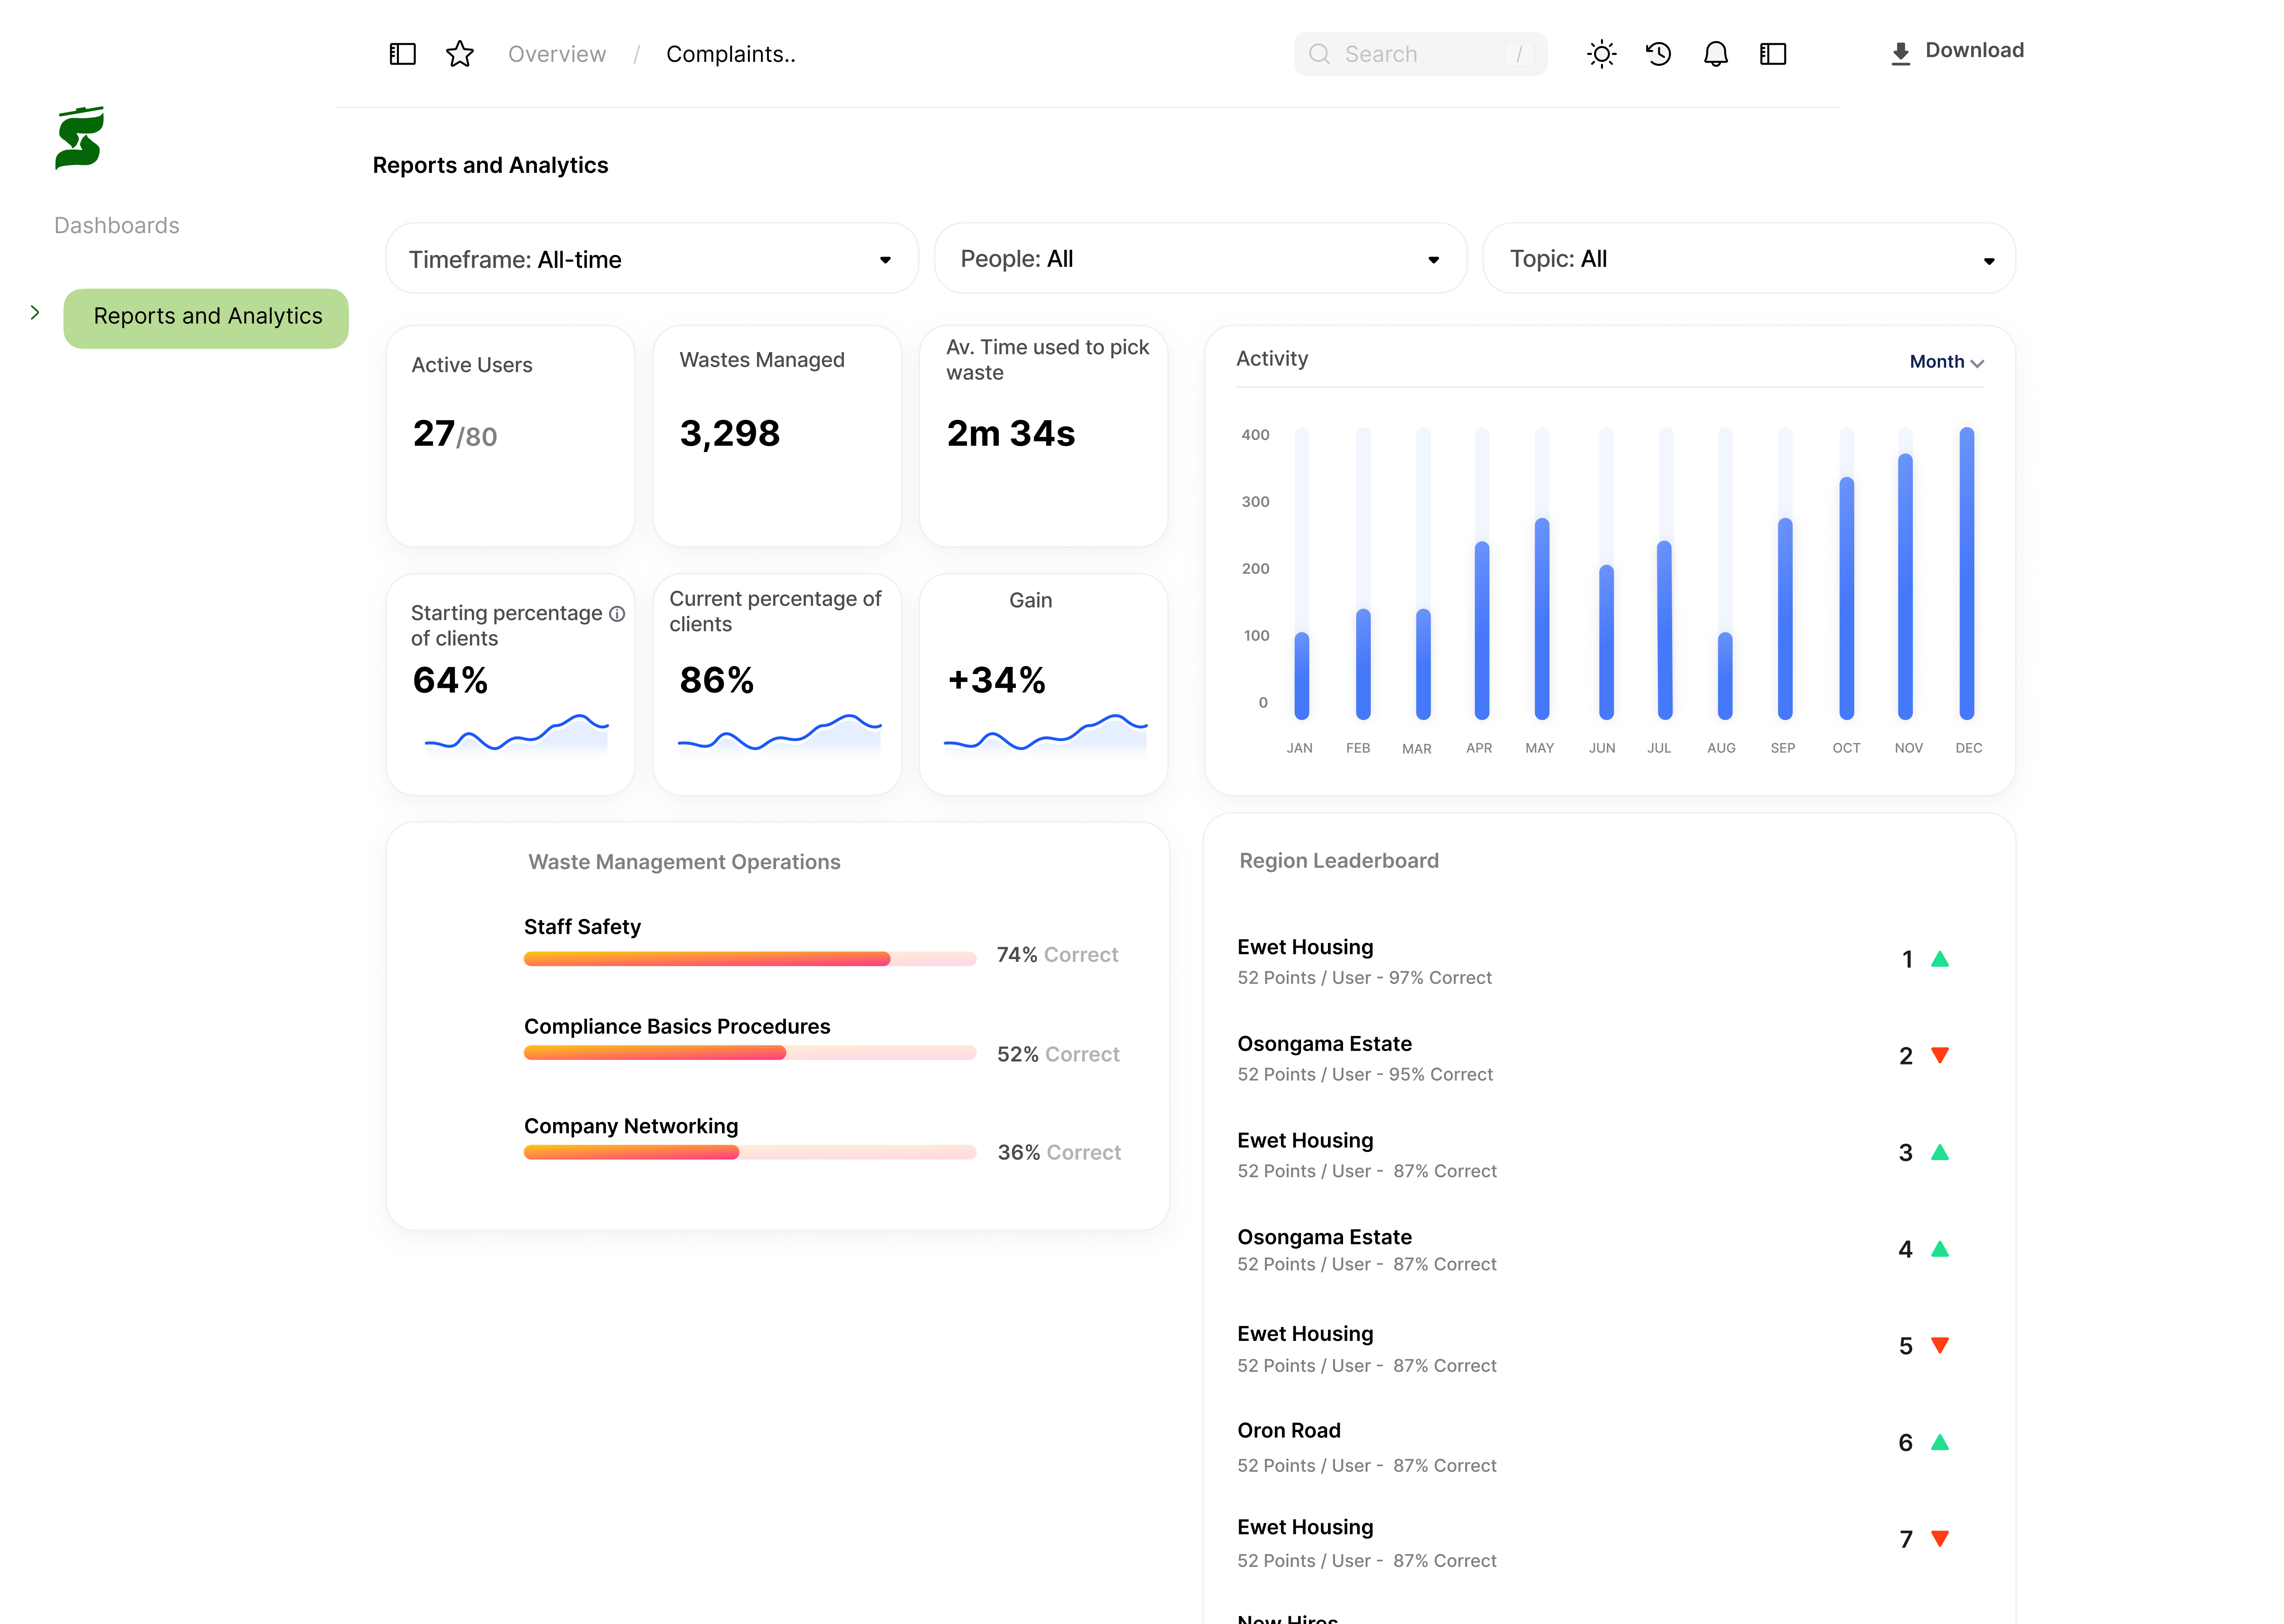 Overview / Complaints..
Search /
Download
Reports and Analytics
Dashboards
Reports and Analytics
Timeframe: All-time
People: All
Topic: All
Active Users
27/80
Wastes Managed
3,298
Av. Time used to pick
waste
2m 34s
Starting percentage
of clients
64%
Current percentage of
clients
86%
Gain
+34%
Activity
Month
400
300
200
100
0
JAN FEB MAR APR MAY JUN JUL AUG SEP OCT NOV DEC
Waste Management Operations
Staff Safety
74% Correct
Compliance Basics Procedures
52% Correct
Company Networking
36% Correct
Region Leaderboard
Ewet Housing
52 Points / User - 97% Correct
1
Osongama Estate
52 Points / User - 95% Correct
2
Ewet Housing
52 Points / User - 87% Correct
3
Osongama Estate
52 Points / User - 87% Correct
4
Ewet Housing
52 Points / User - 87% Correct
5
Oron Road
52 Points / User - 87% Correct
6
Ewet Housing
52 Points / User - 87% Correct
7
New Hires